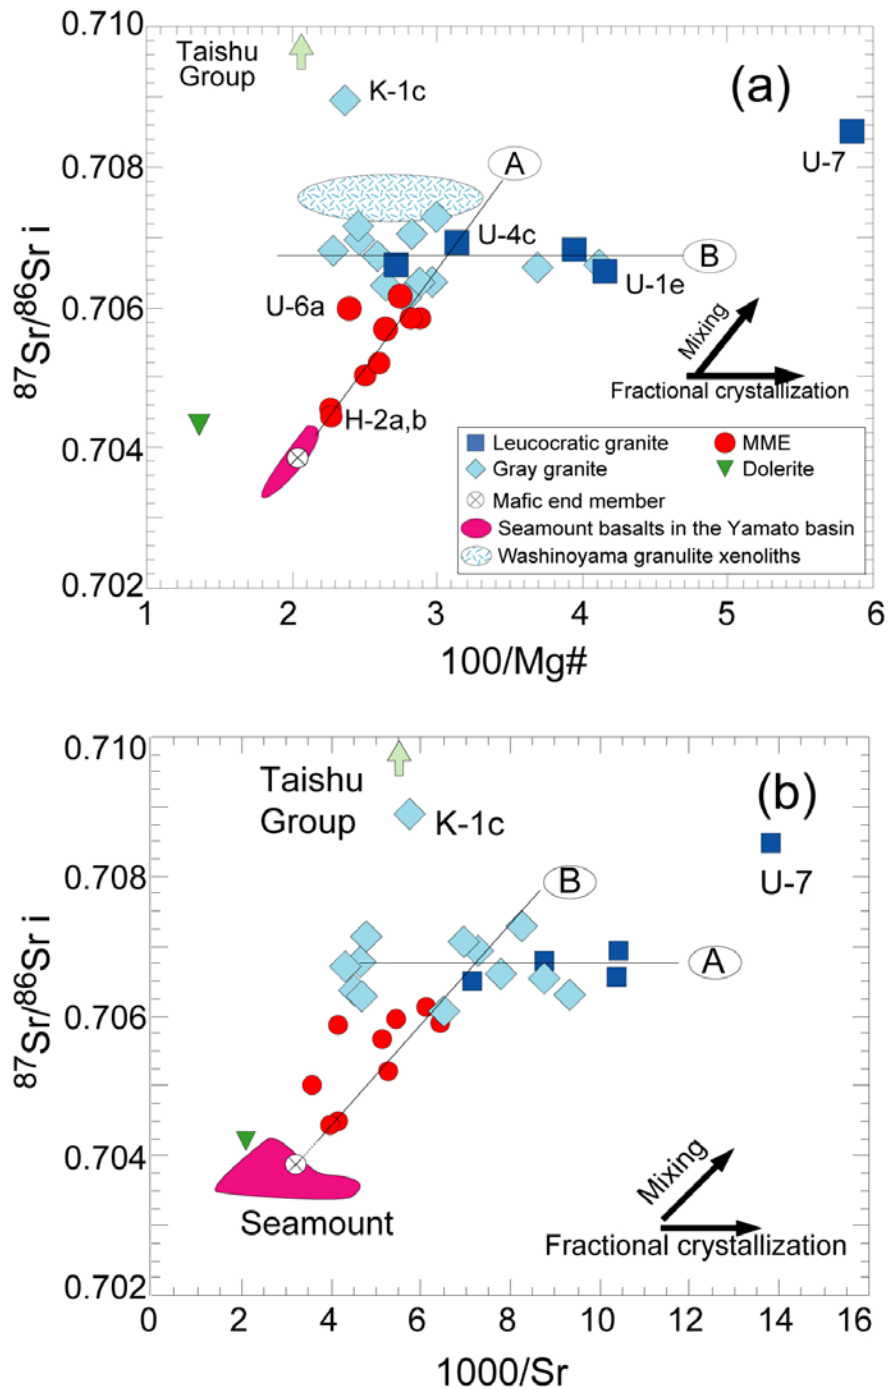 0.710
Taishu
Group
K-1c
(a)
0.708
A
U-7
U-4c
B
U-1e
0.706
U-6a
87Sr/86Sr i
Mixing
Fractional crystallization
H-2a,b
0.704
Leucocratic granite
MME
Gray granite
Dolerite
Mafic end member
Seamount basalts in the Yamato basin
Washinoyama granulite xenoliths
0.702
1 2 3 4 5 6
100/Mg#
0.710
Taishu
Group
K-1c
(b)
0.708
B
U-7
A
0.706
87Sr/86Sr i
0.704
Seamount
Mixing
Fractional crystallization
0.702
0 2 4 6 8 10 12 14 16
1000/Sr